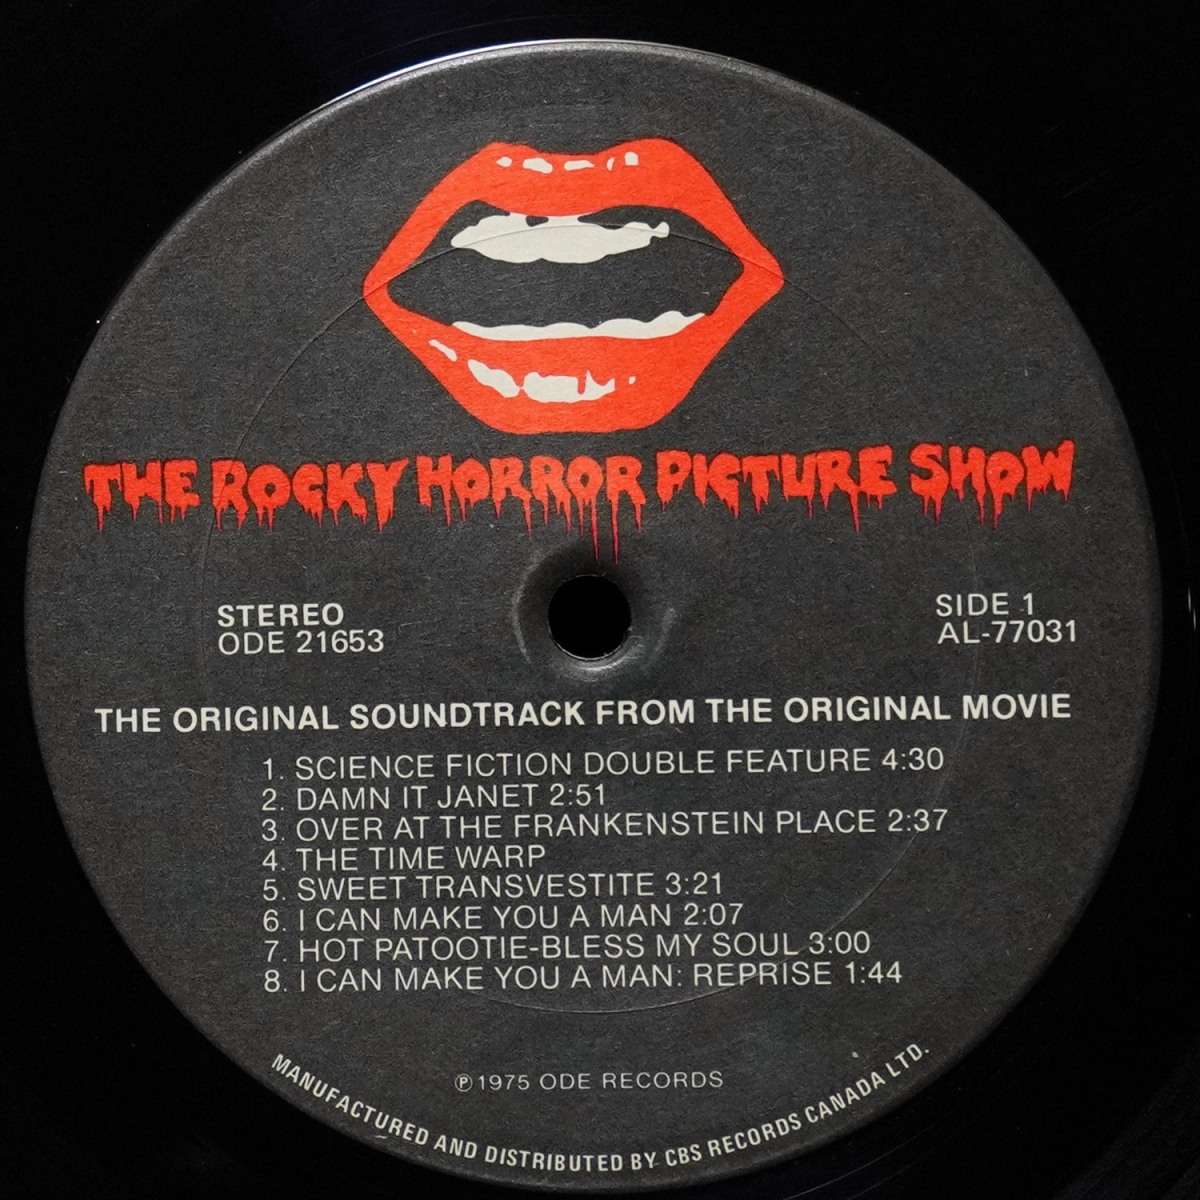 THE ROCKY HORROR PICTURE SHOW
STEREO
ODE 21653
SIDE 1
AL-77031
THE ORIGINAL SOUNDTRACK FROM THE ORIGINAL MOVIE
1. SCIENCE FICTION DOUBLE FEATURE 4:30
2. DAMN IT JANET 2:51
3. OVER AT THE FRANKENSTEIN PLACE 2:37
4. THE TIME WARP
5. SWEET TRANSVESTITE 3:21
6. I CAN MAKE YOU A MAN 2:07
7. HOT PATOOTIE-BLESS MY SOUL 3:00
8. I CAN MAKE YOU A MAN: REPRISE 1:44
℗ 1975 ODE RECORDS
MANUFACTURED AND DISTRIBUTED BY CBS RECORDS CANADA LTD.